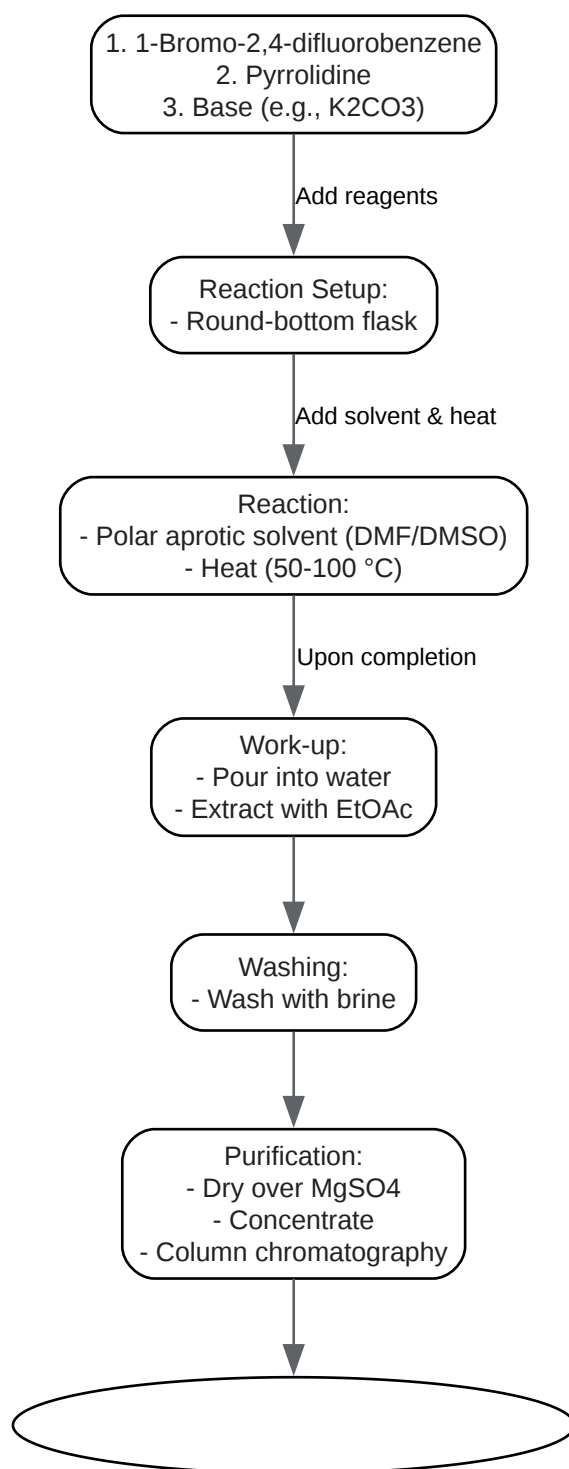 1. 1-Bromo-2,4-difluorobenzene
2. Pyrrolidine
3. Base (e.g., K2CO3)
Add reagents
Reaction Setup:
- Round-bottom flask
Add solvent & heat
Reaction:
- Polar aprotic solvent (DMF/DMSO)
- Heat (50-100 °C)
Upon completion
Work-up:
- Pour into water
- Extract with EtOAc
Washing:
- Wash with brine
Purification:
- Dry over MgSO4
- Concentrate
- Column chromatography